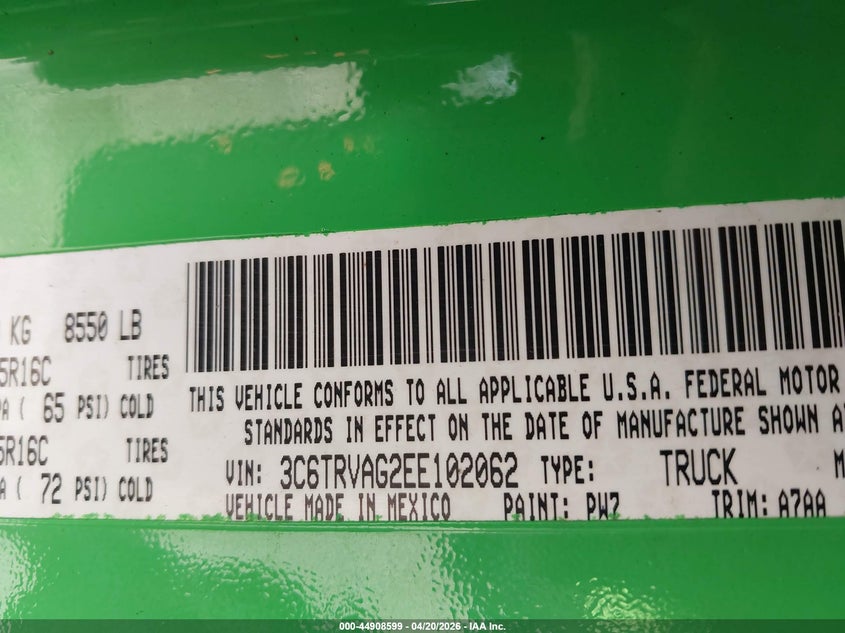 KG 8550 LB
5R16C TIRES
PA ( 65 PSI) COLD
5R16C TIRES
A ( 72 PSI) COLD
THIS VEHICLE CONFORMS TO ALL APPLICABLE U.S.A. FEDERAL MOTOR
STANDARDS IN EFFECT ON THE DATE OF MANUFACTURE SHOWN A
VIN: 3C6TRVAG2EE102062 TYPE: TRUCK M
VEHICLE MADE IN MEXICO PAINT: PW7 TRIM: A7AA
000-44908599 - 04/20/2026 - IAA Inc.